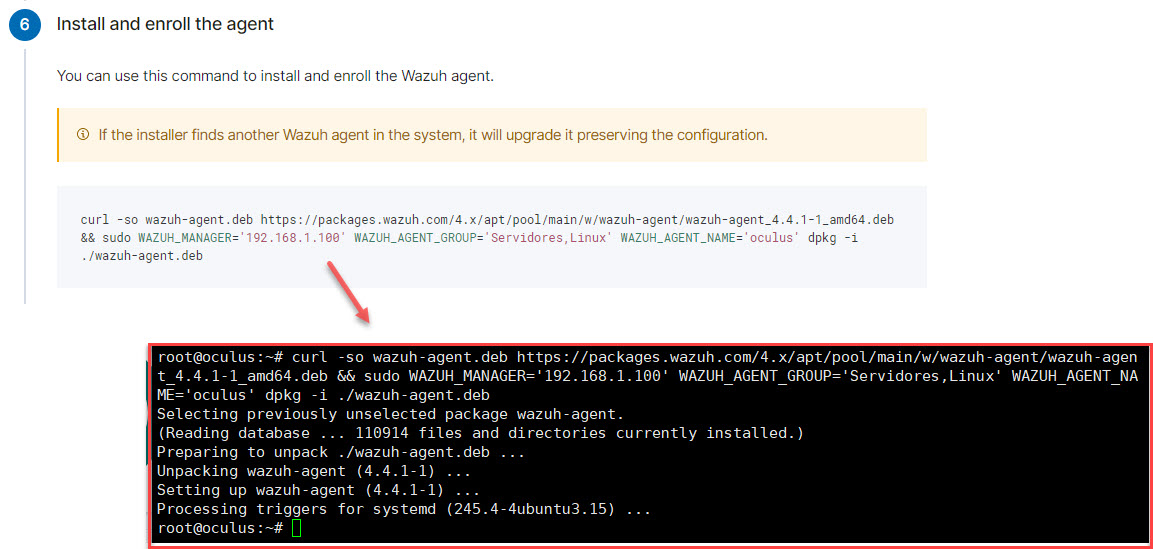 6 Install and enroll the agent
You can use this command to install and enroll the Wazuh agent.
If the installer finds another Wazuh agent in the system, it will upgrade it preserving the configuration.
curl -so wazuh-agent.deb https://packages.wazuh.com/4.x/apt/pool/main/w/wazuh-agent/wazuh-agent_4.4.1-1_amd64.deb
&& sudo WAZUH_MANAGER='192.168.1.100' WAZUH_AGENT_GROUP='Servidores,Linux' WAZUH_AGENT_NAME='oculus' dpkg -i
./wazuh-agent.deb
root@oculus:~# curl -so wazuh-agent.deb https://packages.wazuh.com/4.x/apt/pool/main/w/wazuh-agent/wazuh-agen
t_4.4.1-1_amd64.deb && sudo WAZUH_MANAGER='192.168.1.100' WAZUH_AGENT_GROUP='Servidores,Linux' WAZUH_AGENT_NA
ME='oculus' dpkg -i ./wazuh-agent.deb
Selecting previously unselected package wazuh-agent.
(Reading database ... 110914 files and directories currently installed.)
Preparing to unpack ./wazuh-agent.deb ...
Unpacking wazuh-agent (4.4.1-1) ...
Setting up wazuh-agent (4.4.1-1) ...
Processing triggers for systemd (245.4-4ubuntu3.15) ...
root@oculus:~#